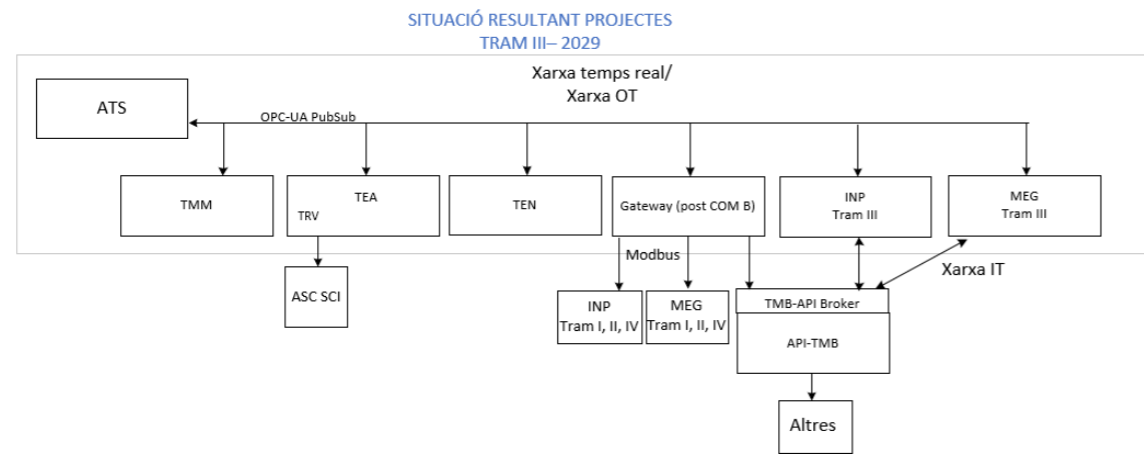 SITUACIÓ RESULTANT PROJECTES
TRAM III– 2029
Xarxa temps real/
Xarxa OT
ATS
OPC-UA PubSub
TMM
TEA
TRV
TEN
Gateway (post COM B)
INP
Tram III
MEG
Tram III
Modbus
Xarxa IT
ASC SCI
INP
Tram I, II, IV
MEG
Tram I, II, IV
TMB-API Broker
API-TMB
Altres